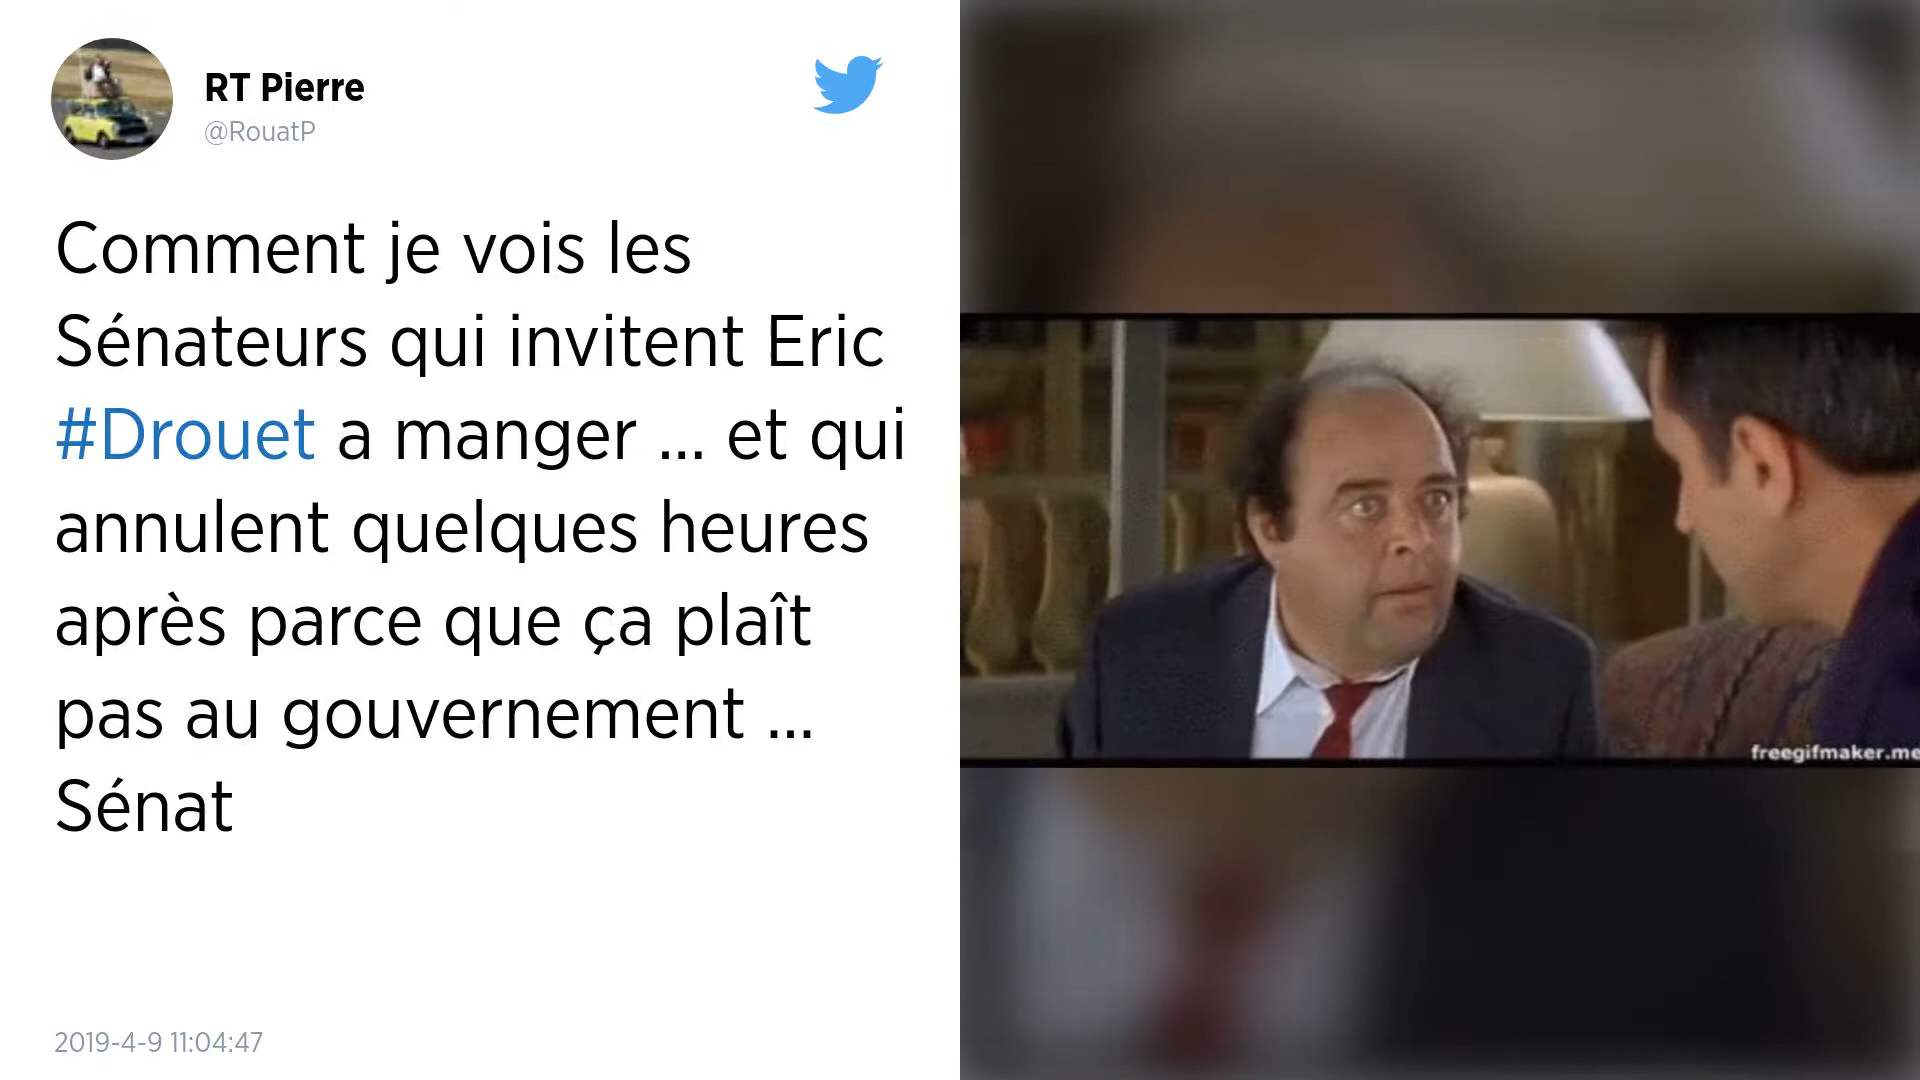 RT Pierre
@RouatP
Comment je vois les
Sénateurs qui invitent Eric
#Drouet a manger ... et qui
annulent quelques heures
après parce que ça plaît
pas au gouvernement ...
Sénat
2019-4-9 11:04:47
freegifmaker.me